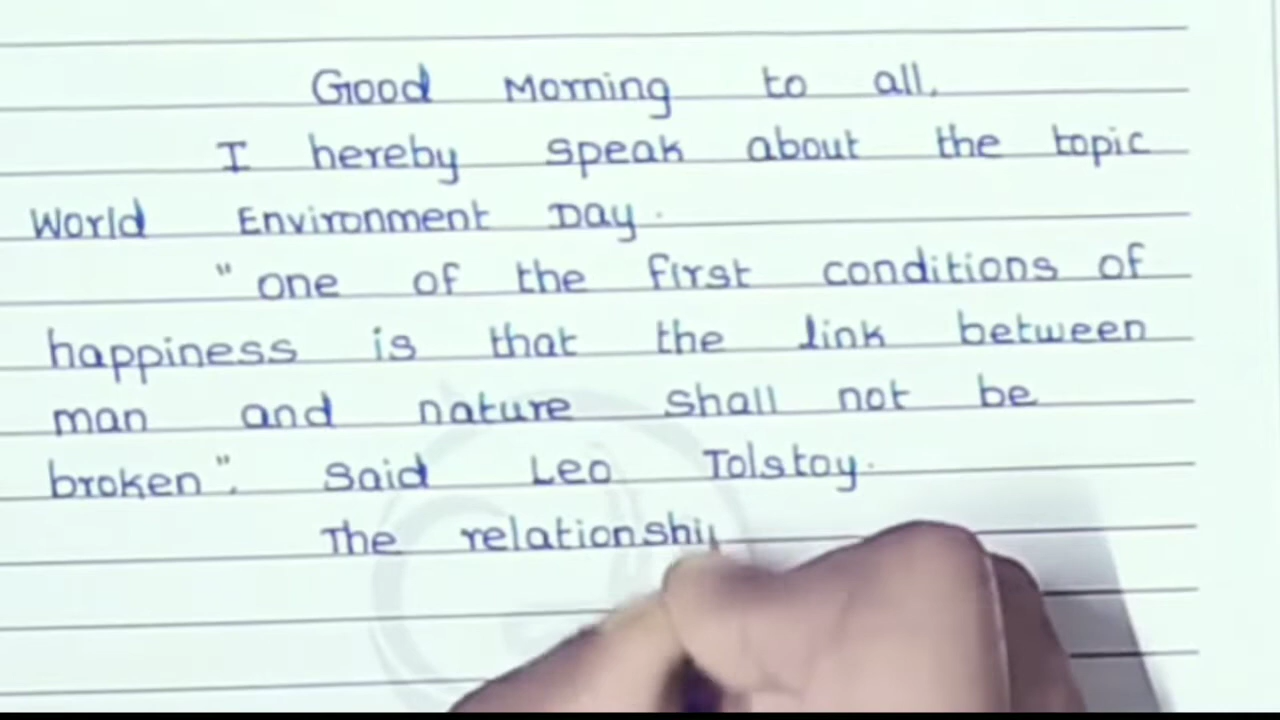 Good Morning to all.
I hereby speak about the topic
World Environment Day.
" one of the first conditions of
happiness is that the link between
man and nature shall not be
broken". Said Leo Tolstoy.
The relationshi